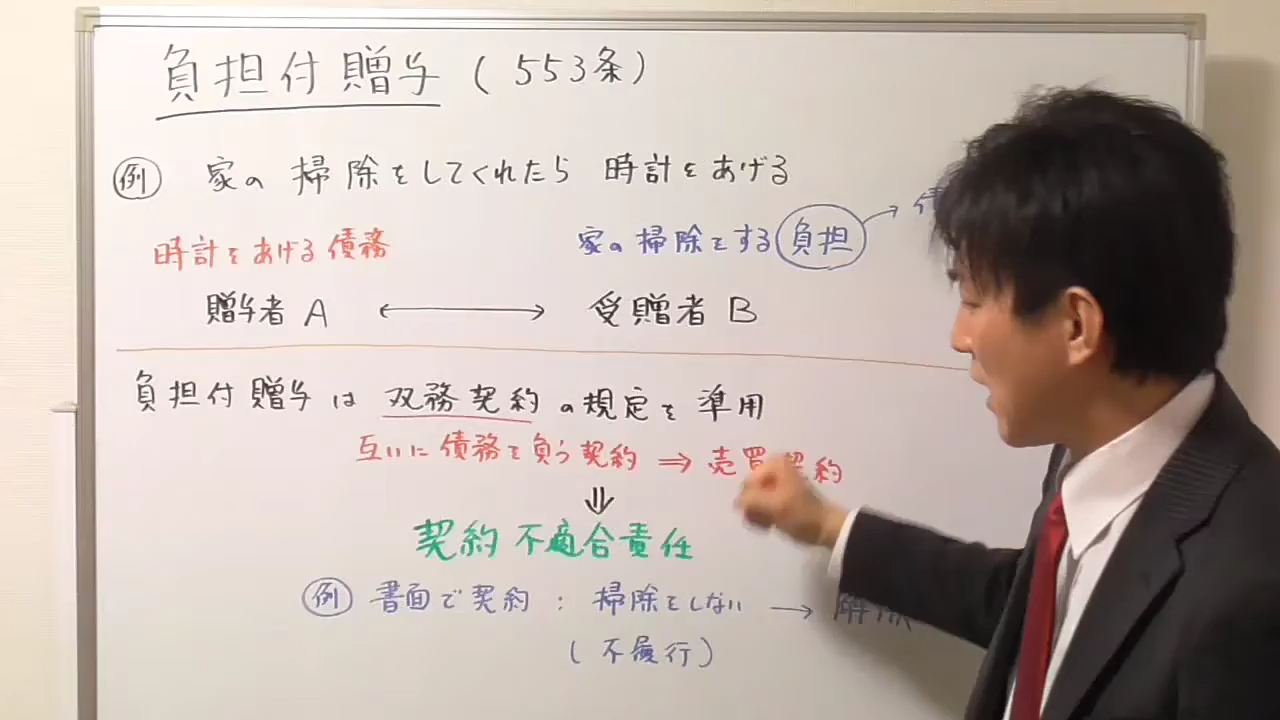 負担付贈与(553条)
例 家の掃除をしてくれたら 時計をあげる
時計をあげる債務 家の掃除をする負担 → 債
贈与者A ⟷ 受贈者B
負担付贈与は 双務契約の規定を準用
互いに債務を負う契約 ⇒ 売買契約
⇓
契約不適合責任
例 書面で契約 : 掃除をしない → 解除
(不履行)